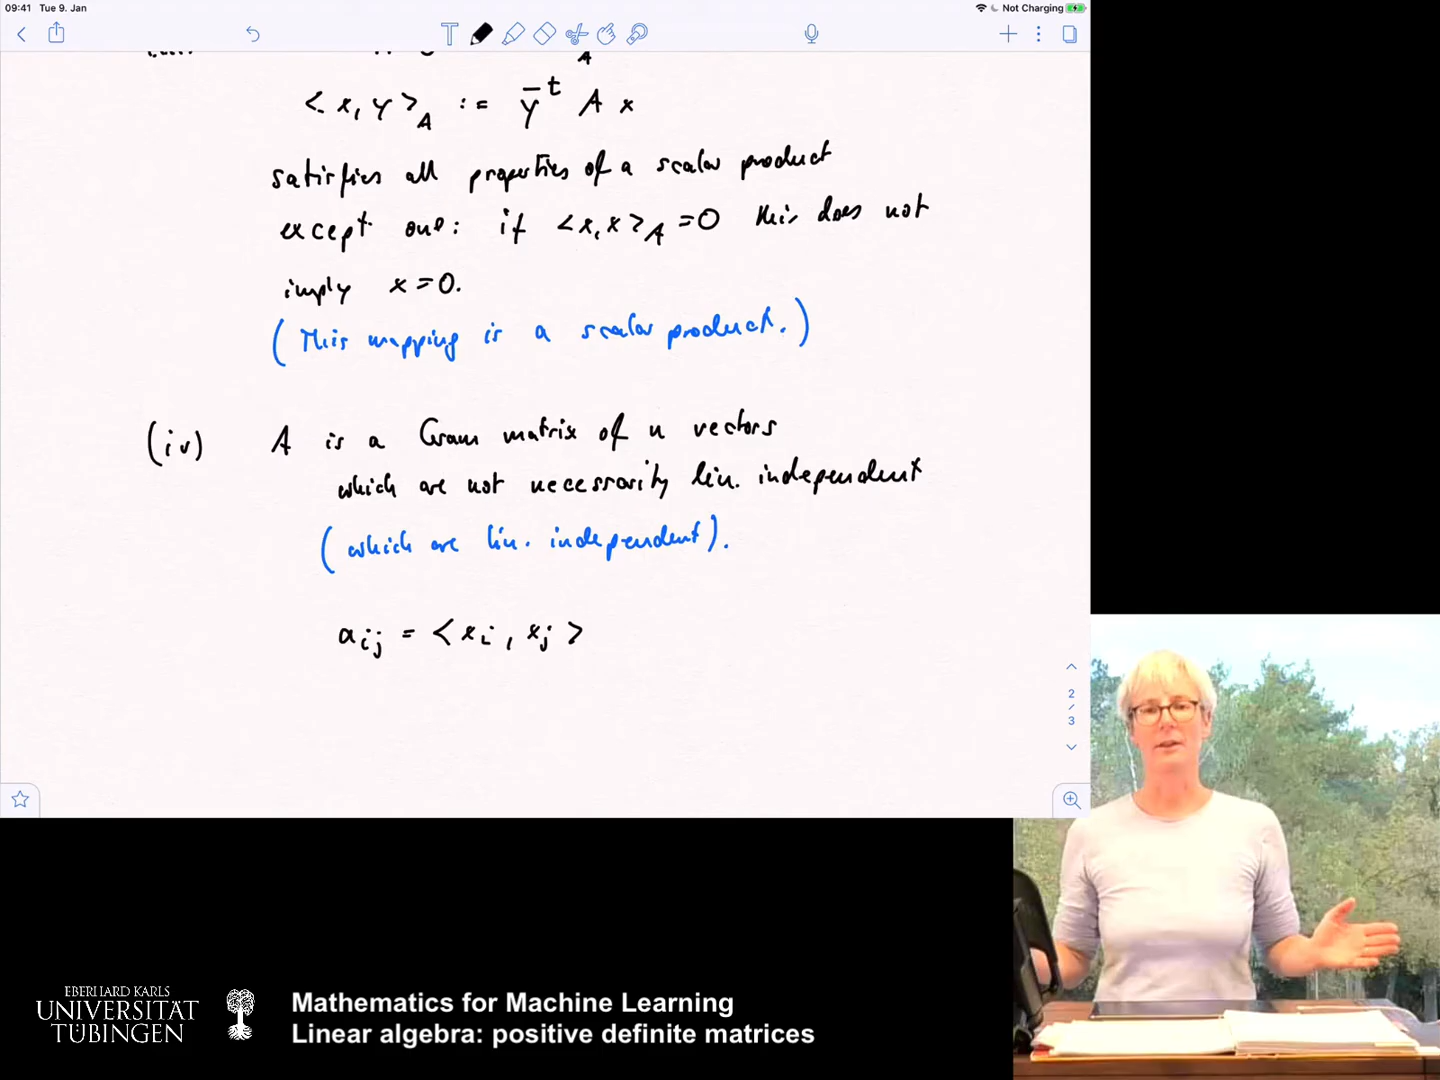 09:41 Tue 9. Jan
Not Charging
T
A
< x, y >_A := ȳ^t A x
satisfies all properties of a scalar product
except one: if < x, x >_A = 0 this does not
imply x = 0.
( This mapping is a scalar product. )
(iv) A is a Gram matrix of n vectors
which are not necessarily lin. independent
( which are lin. independent ).
a_ij = < x_i , x_j >
2
/
3
EBERHARD KARLS
UNIVERSITÄT
TÜBINGEN
Mathematics for Machine Learning
Linear algebra: positive definite matrices